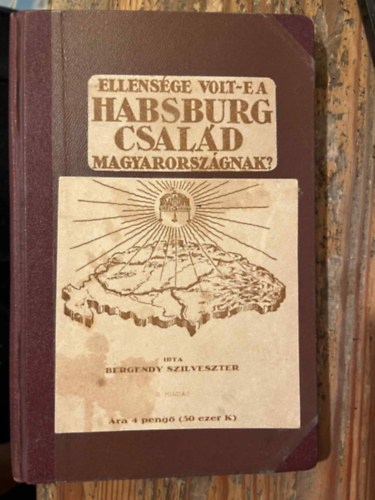 ELLENSÉGE VOLT-E A
HABSBURG
CSALÁD
MAGYARORSZÁGNAK?
IRTA
BERGENDY SZILVESZTER
Ára 4 pengő (50 ezer K)